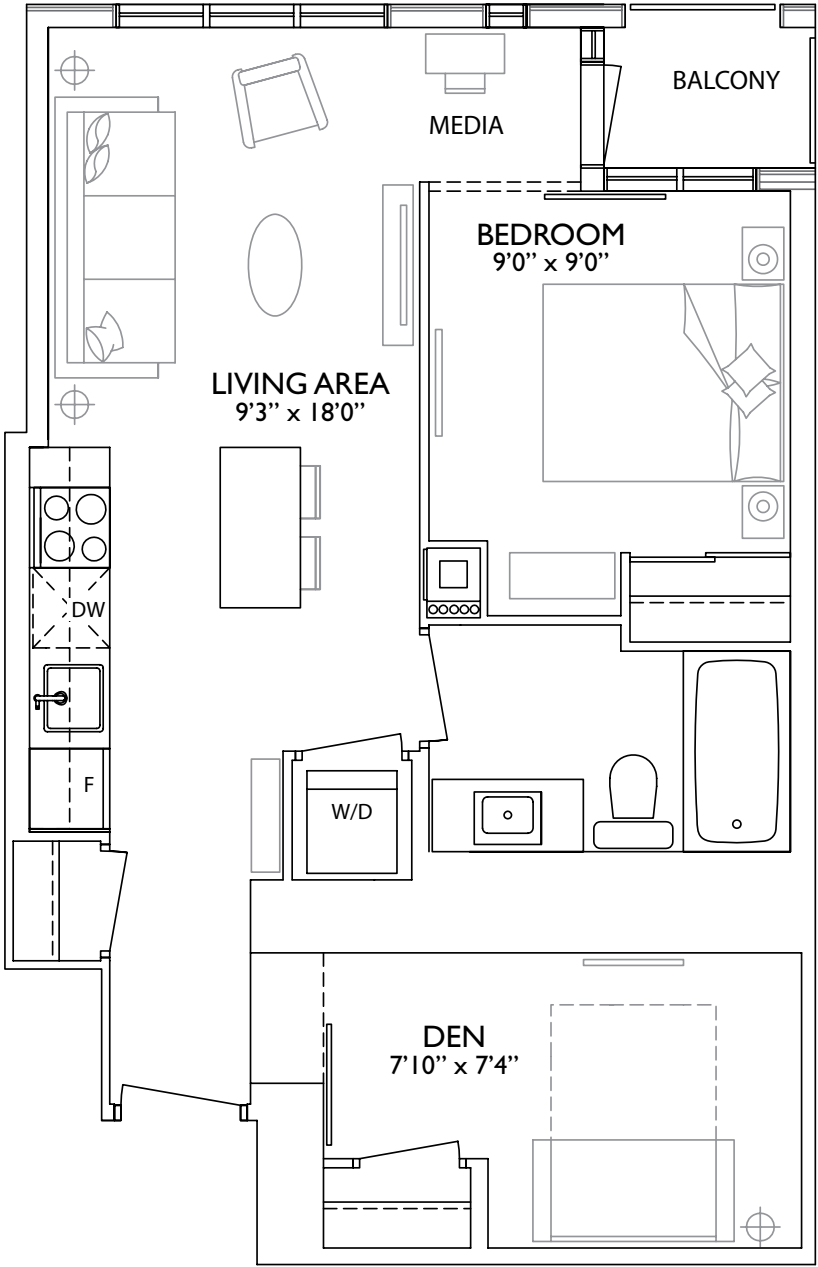 BALCONY
MEDIA
BEDROOM
9’0” x 9’0”
LIVING AREA
9’3” x 18’0”
DW
F
W/D
DEN
7’10” x 7’4”